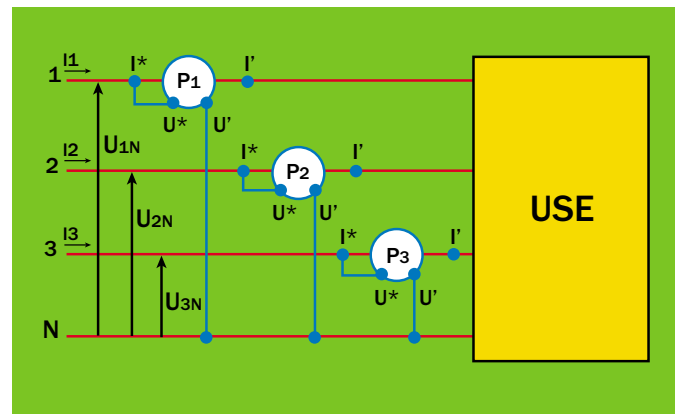 I1
1
I*
P1
I'
U*
U'
U1N
I2
2
I*
P2
I'
U*
U'
U2N
USE
I3
3
I*
P3
I'
U*
U'
U3N
N